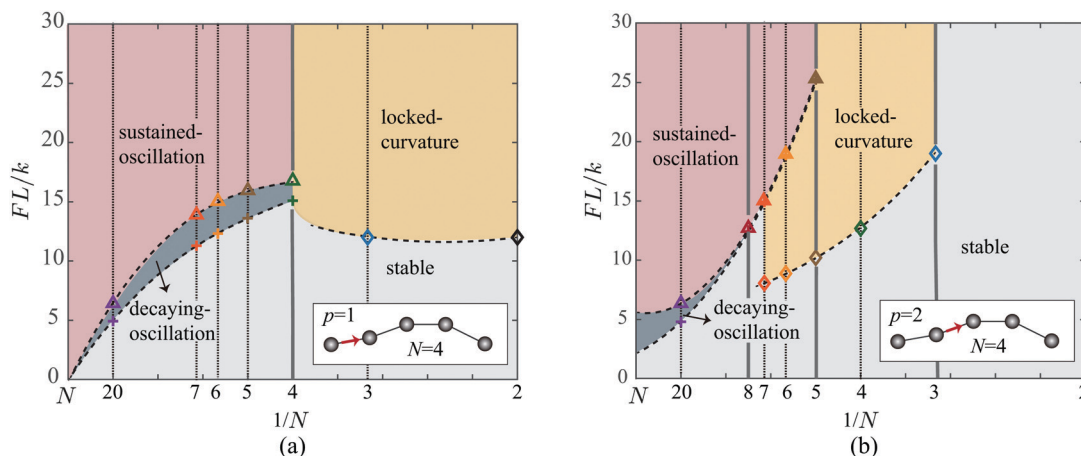 30
25
20
15
10
5
0
FL/k
sustained-
oscillation
locked-
curvature
stable
decaying-
oscillation
p=1
N=4
N 20 7 6 5 4 3 2
1/N
(a)
30
25
20
15
10
5
0
FL/k
sustained-
oscillation
locked-
curvature
stable
decaying-
oscillation
p=2
N=4
N 20 8 7 6 5 4 3 2
1/N
(b)